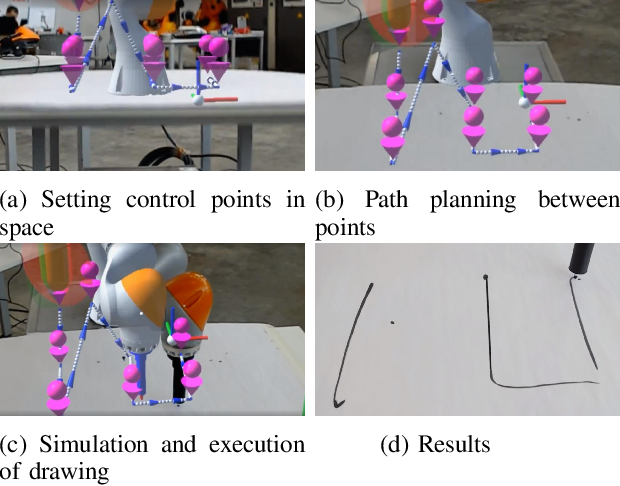 (a) Setting control points in
space
(b) Path planning between
points
(c) Simulation and execution
of drawing
(d) Results